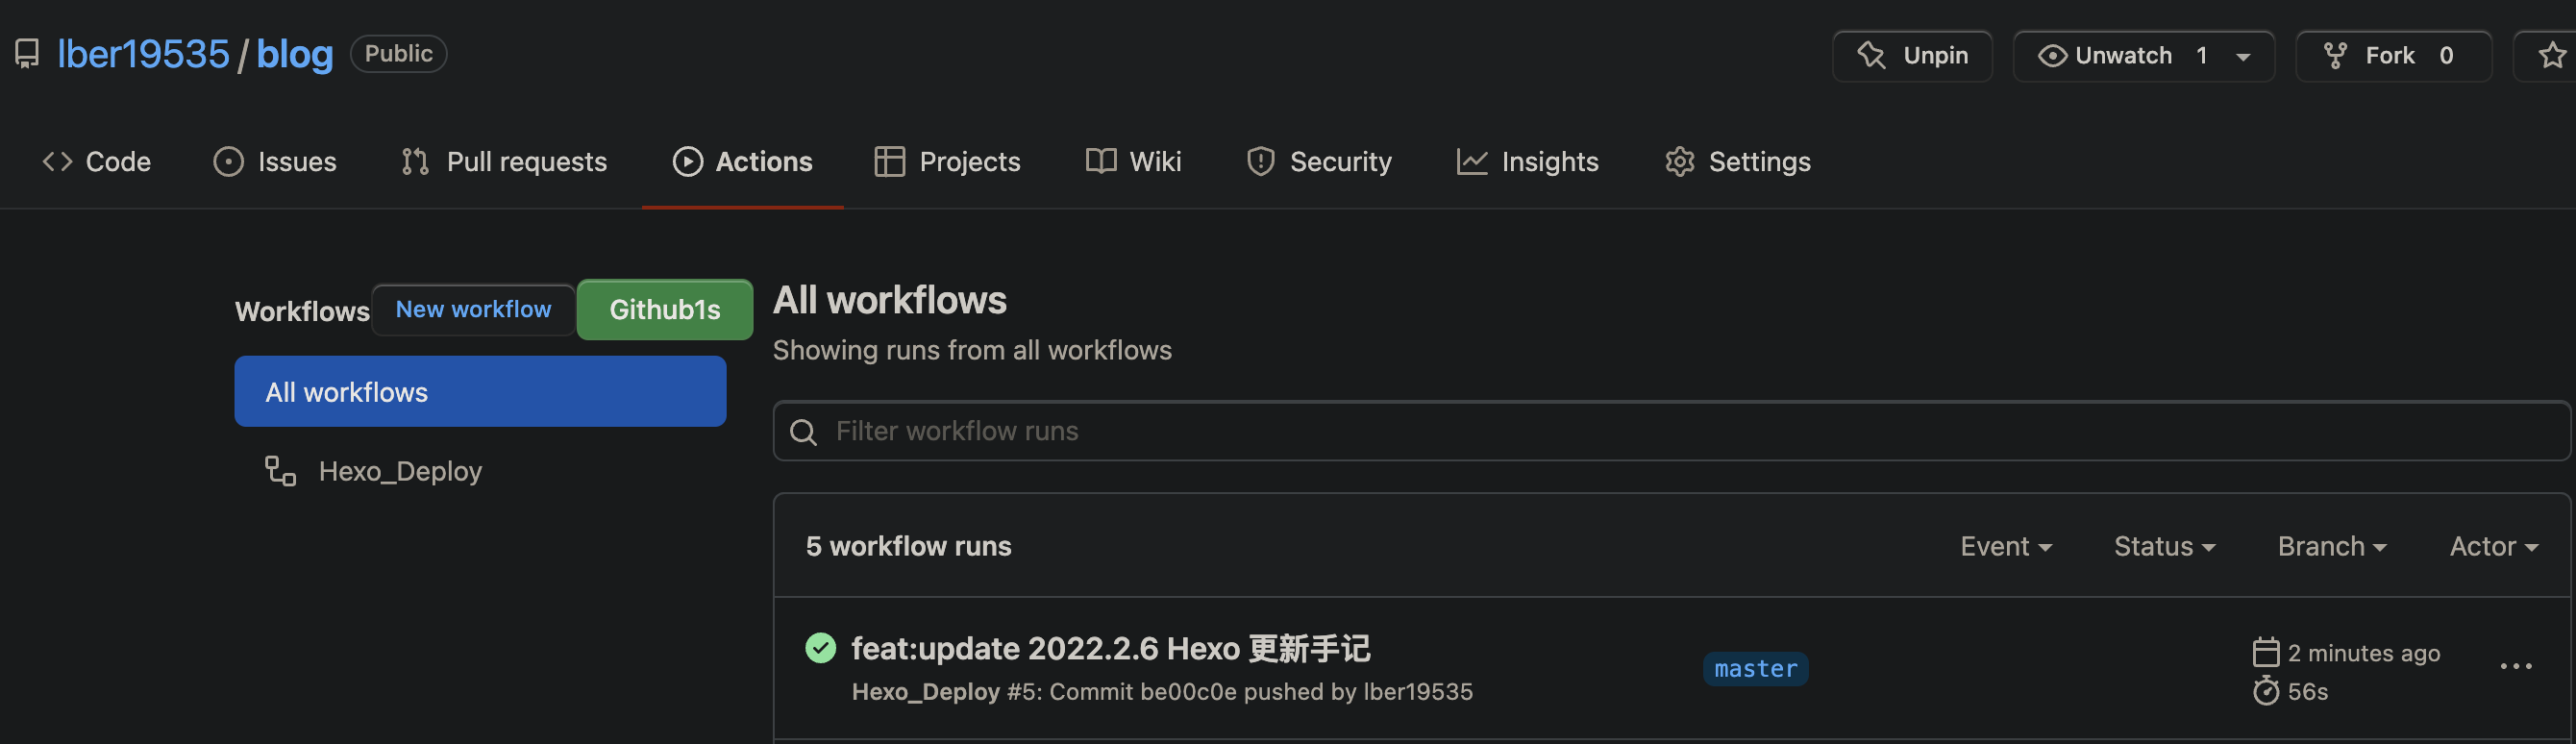 lber19535 / blog Public
Unpin Unwatch 1 Fork 0
Code Issues Pull requests Actions Projects Wiki Security Insights Settings
Workflows New workflow Github1s
All workflows
Hexo_Deploy
All workflows
Showing runs from all workflows
Filter workflow runs
5 workflow runs Event Status Branch Actor
feat:update 2022.2.6 Hexo 更新手记
Hexo_Deploy #5: Commit be00c0e pushed by lber19535
master
2 minutes ago
56s